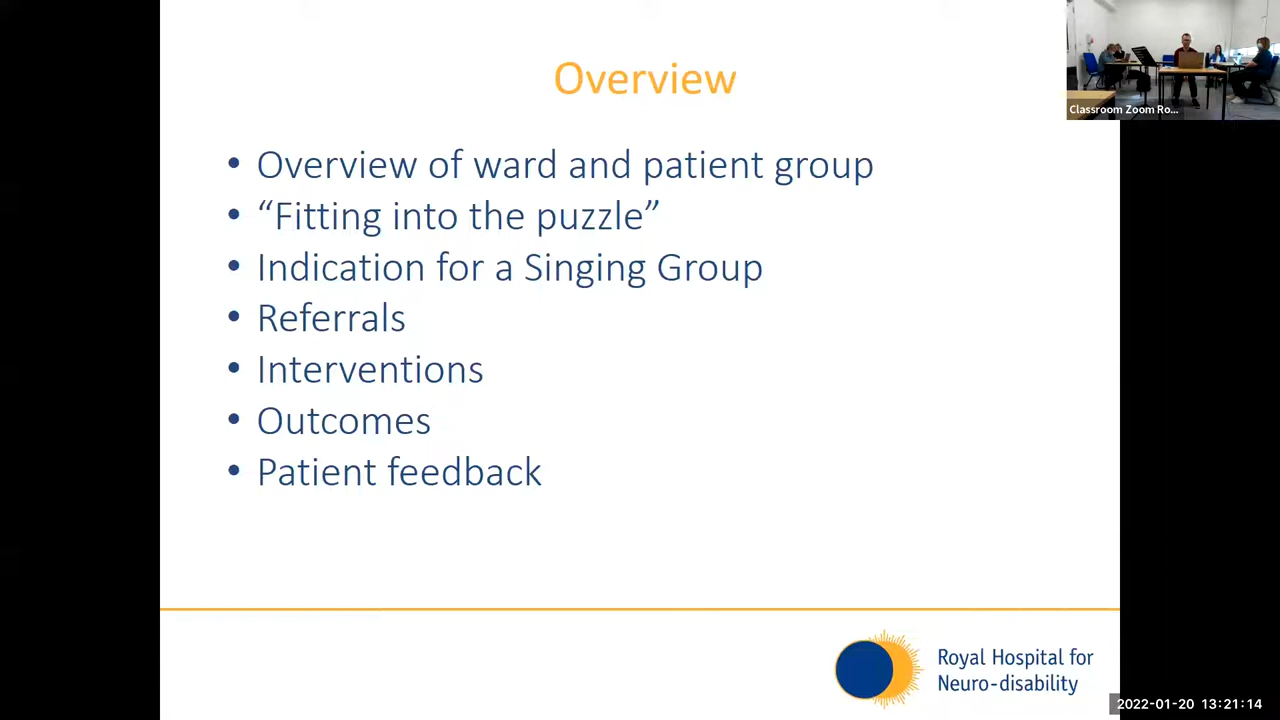 Overview
• Overview of ward and patient group
• “Fitting into the puzzle”
• Indication for a Singing Group
• Referrals
• Interventions
• Outcomes
• Patient feedback
Classroom Zoom Ro...
Royal Hospital for
Neuro-disability
2022-01-20 13:21:14